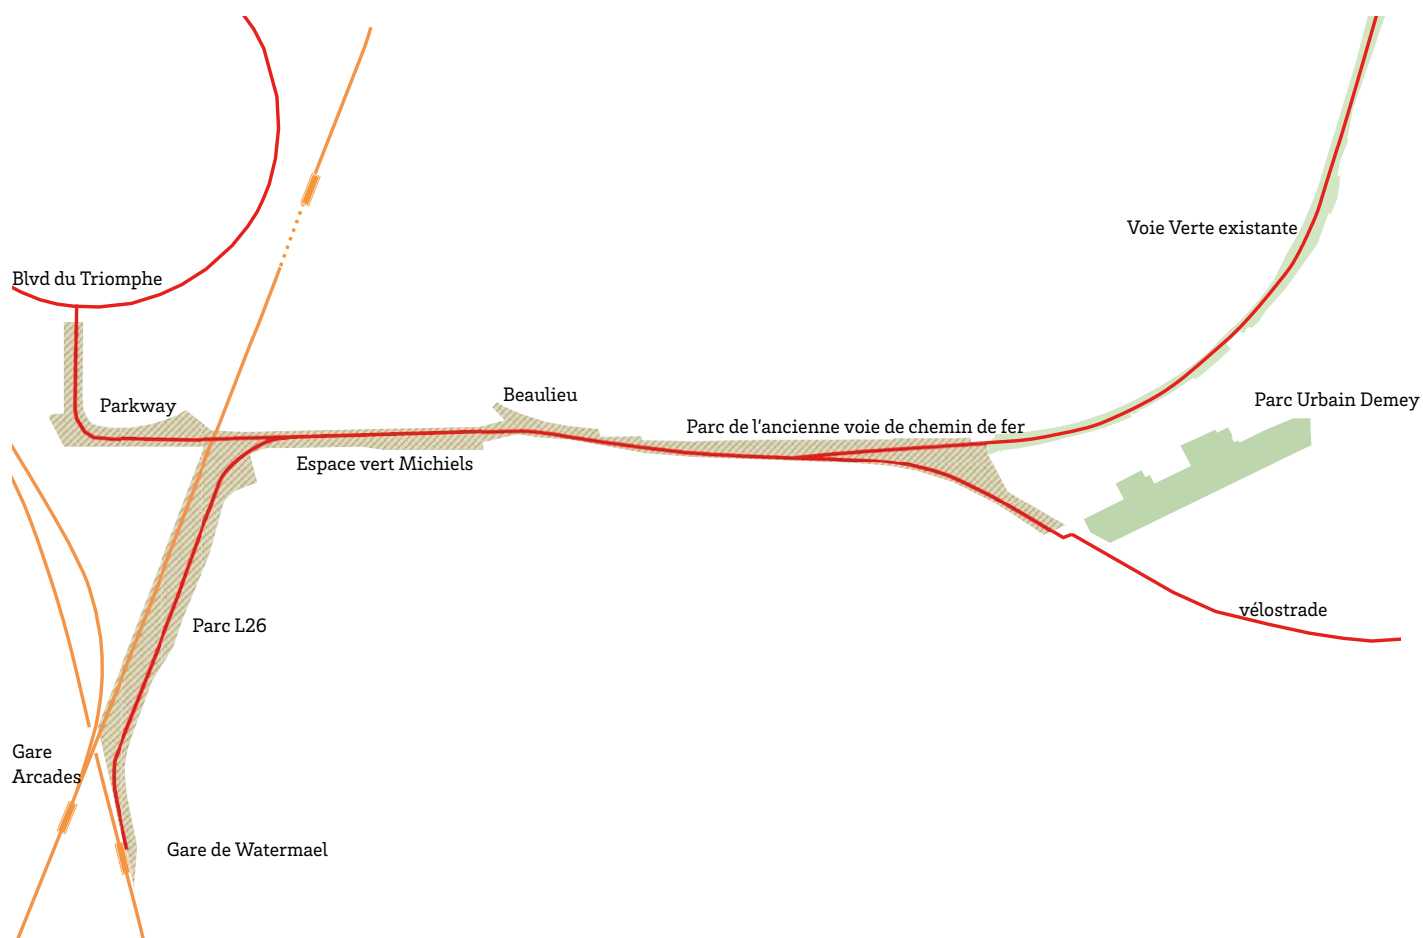 Voie Verte existante
Blvd du Triomphe
Beaulieu
Parc Urbain Demey
Parkway
Parc de l'ancienne voie de chemin de fer
Espace vert Michiels
vélostrade
Parc L26
Gare
Arcades
Gare de Watermael